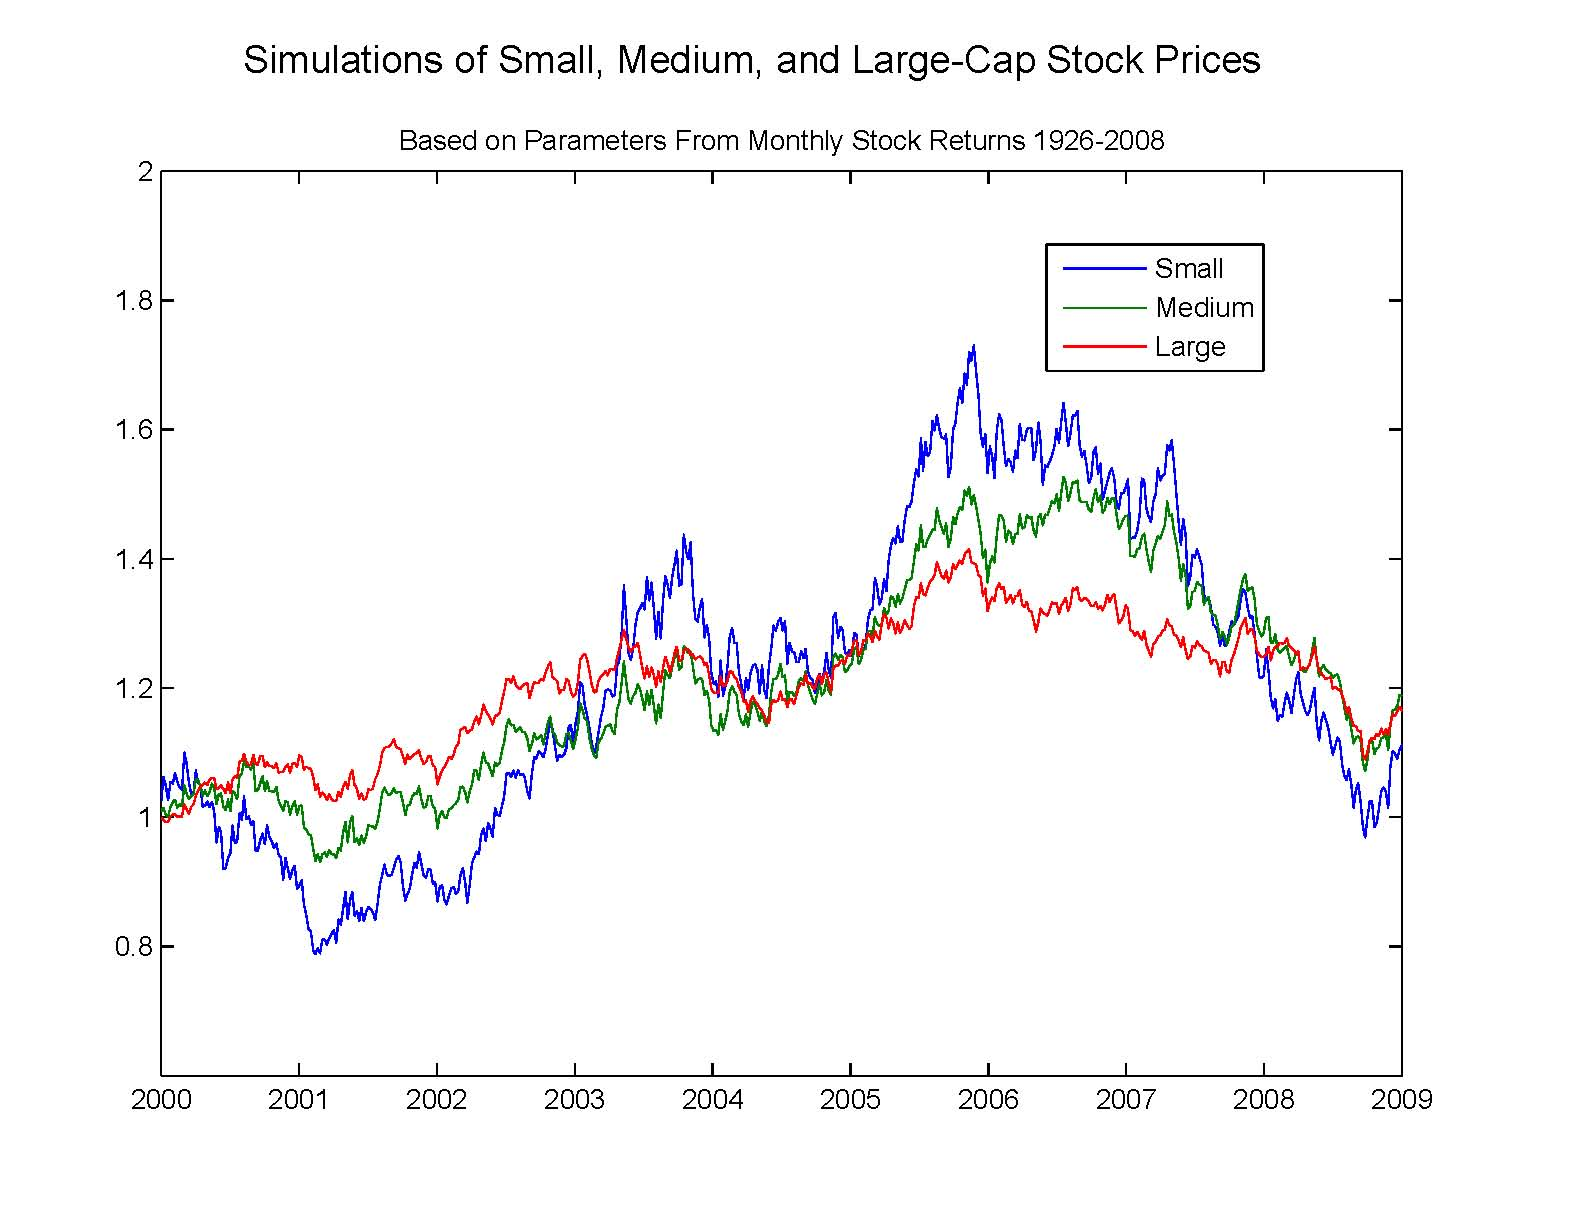 Simulations of Small, Medium, and Large-Cap Stock Prices
Based on Parameters From Monthly Stock Returns 1926-2008
2
1.8
1.6
1.4
1.2
1
0.8
Small
Medium
Large
2000 2001 2002 2003 2004 2005 2006 2007 2008 2009